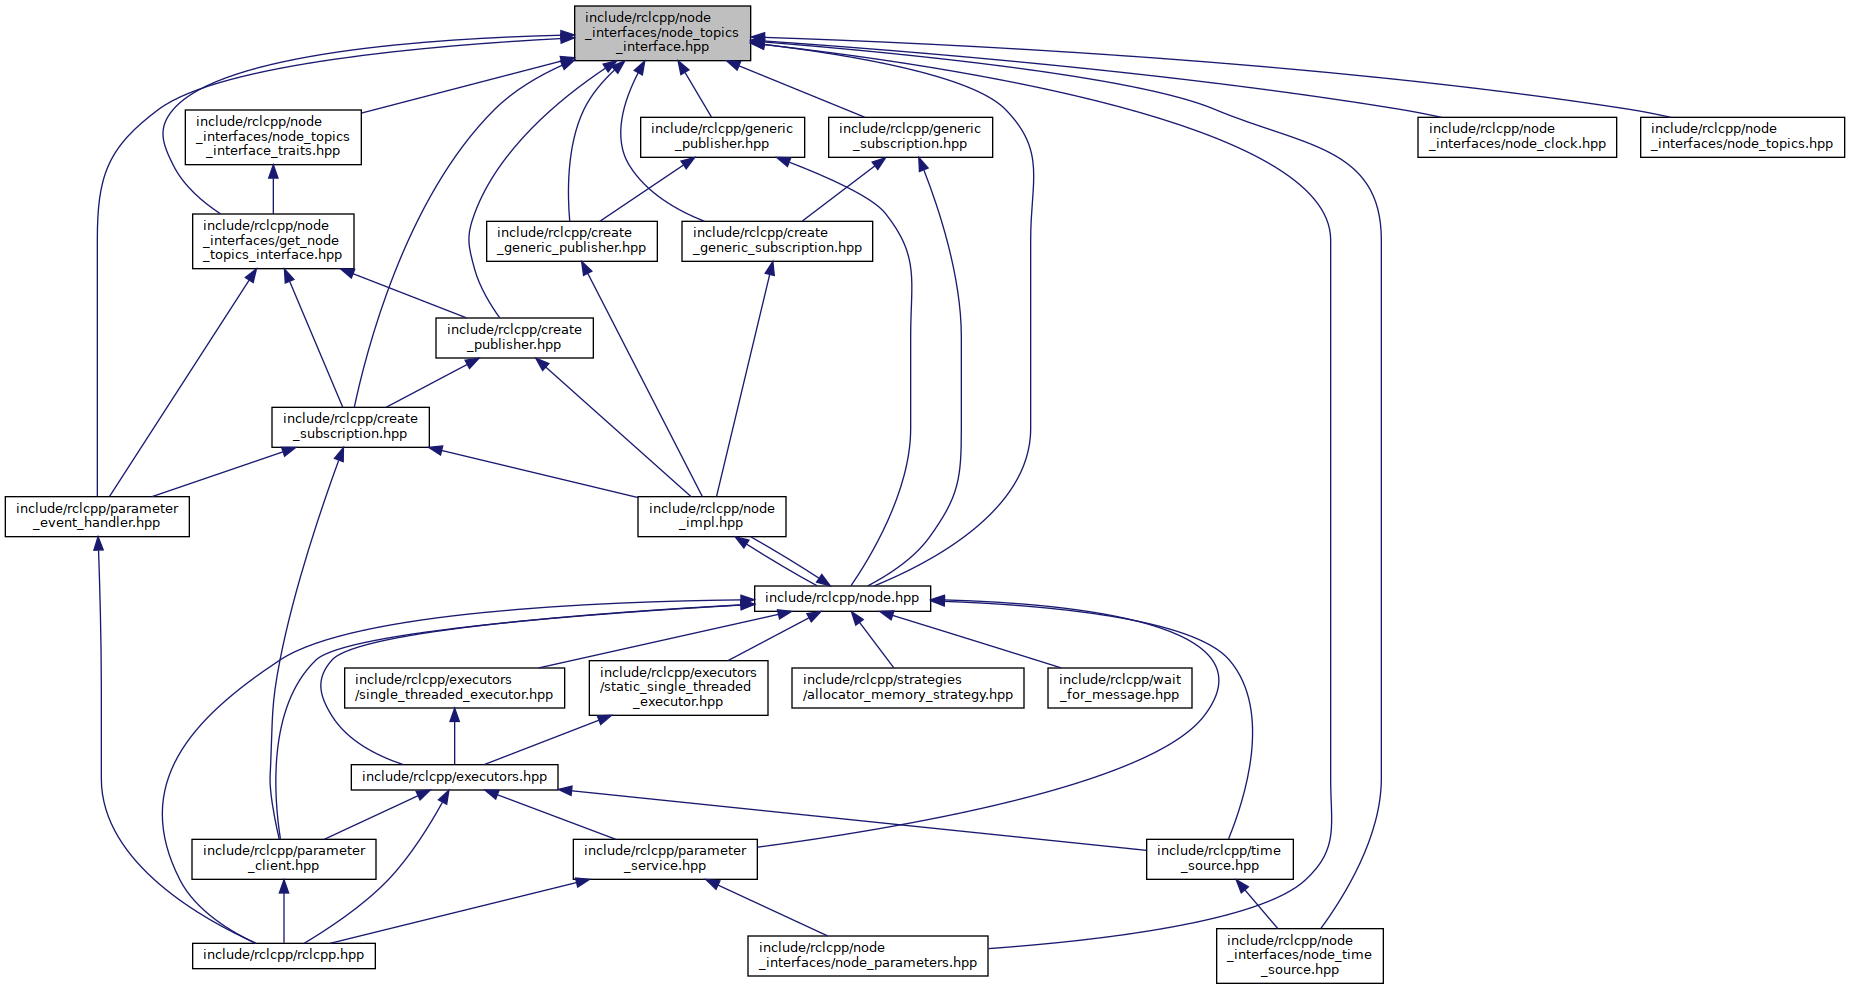 include/rclcpp/node
_interfaces/node_topics
_interface.hpp
include/rclcpp/node
_interfaces/node_topics
_interface_traits.hpp
include/rclcpp/generic
_publisher.hpp
include/rclcpp/generic
_subscription.hpp
include/rclcpp/node
_interfaces/node_clock.hpp
include/rclcpp/node
_interfaces/node_topics.hpp
include/rclcpp/node
_interfaces/get_node
_topics_interface.hpp
include/rclcpp/create
_generic_publisher.hpp
include/rclcpp/create
_generic_subscription.hpp
include/rclcpp/create
_publisher.hpp
include/rclcpp/create
_subscription.hpp
include/rclcpp/parameter
_event_handler.hpp
include/rclcpp/node
_impl.hpp
include/rclcpp/node.hpp
include/rclcpp/executors
/single_threaded_executor.hpp
include/rclcpp/executors
/static_single_threaded
_executor.hpp
include/rclcpp/strategies
/allocator_memory_strategy.hpp
include/rclcpp/wait
_for_message.hpp
include/rclcpp/executors.hpp
include/rclcpp/parameter
_client.hpp
include/rclcpp/parameter
_service.hpp
include/rclcpp/time
_source.hpp
include/rclcpp/rclcpp.hpp
include/rclcpp/node
_interfaces/node_parameters.hpp
include/rclcpp/node
_interfaces/node_time
_source.hpp